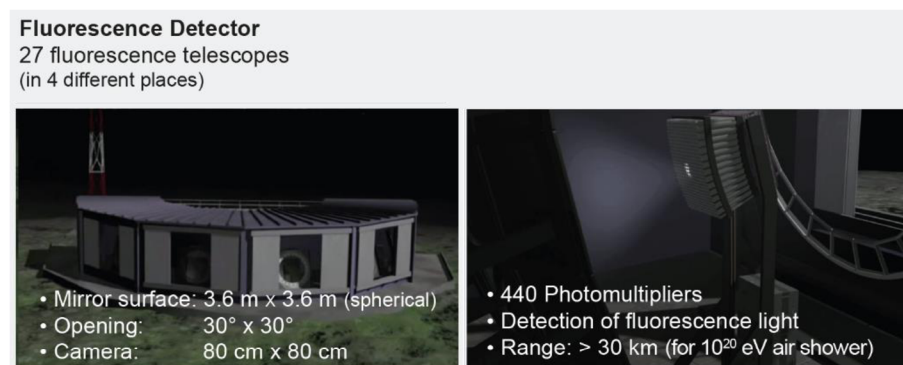 Fluorescence Detector
27 fluorescence telescopes
(in 4 different places)
• Mirror surface: 3.6 m x 3.6 m (spherical)
• Opening: 30° x 30°
• Camera: 80 cm x 80 cm
• 440 Photomultipliers
• Detection of fluorescence light
• Range: > 30 km (for 10²⁰ eV air shower)